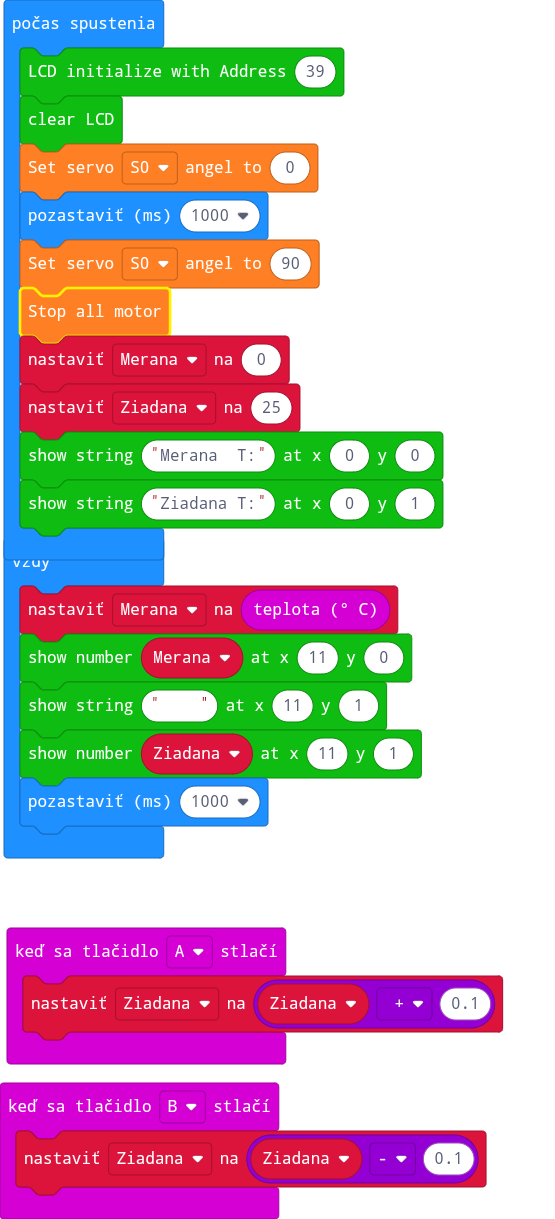 počas spustenia
LCD initialize with Address 39
clear LCD
Set servo S0 angel to 0
pozastaviť (ms) 1000
Set servo S0 angel to 90
Stop all motor
nastaviť Merana na 0
nastaviť Ziadana na 25
show string "Merana  T:" at x 0 y 0
show string "Ziadana T:" at x 0 y 1
vždy
nastaviť Merana na teplota (° C)
show number Merana at x 11 y 0
show string "    " at x 11 y 1
show number Ziadana at x 11 y 1
pozastaviť (ms) 1000
keď sa tlačidlo A stlačí
nastaviť Ziadana na Ziadana + 0.1
keď sa tlačidlo B stlačí
nastaviť Ziadana na Ziadana - 0.1